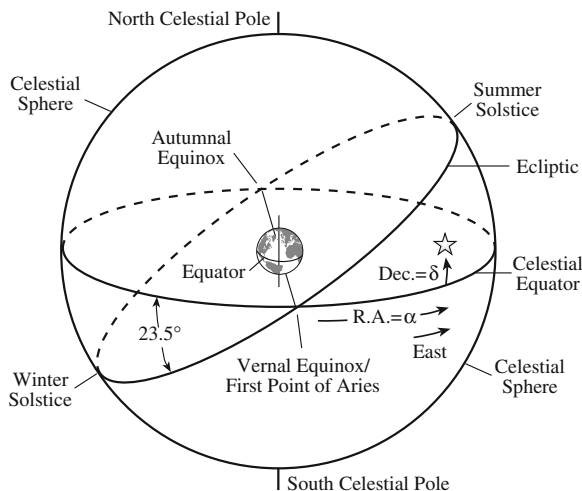 North Celestial Pole
Celestial
Sphere
Summer
Solstice
Autumnal
Equinox
Ecliptic
Equator
Dec.=δ
Celestial
Equator
R.A.=α
23.5°
East
Winter
Solstice
Vernal Equinox/
First Point of Aries
Celestial
Sphere
South Celestial Pole